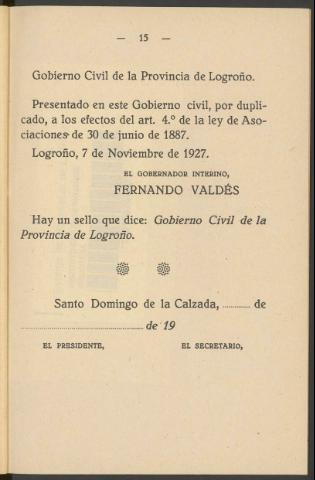 — 15 —
Gobierno Civil de la Provincia de Logroño.
Presentado en este Gobierno civil, por dupli-
cado, a los efectos del art. 4.º de la ley de Aso-
ciaciones de 30 de junio de 1887.
Logroño, 7 de Noviembre de 1927.
EL GOBERNADOR INTERINO,
FERNANDO VALDÉS
Hay un sello que dice: Gobierno Civil de la
Provincia de Logroño.
Santo Domingo de la Calzada, ............ de
.................................................... de 19
EL PRESIDENTE, EL SECRETARIO,